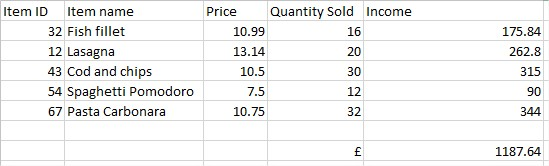 Item ID Item name Price Quantity Sold Income
32 Fish fillet 10.99 16 175.84
12 Lasagna 13.14 20 262.8
43 Cod and chips 10.5 30 315
54 Spaghetti Pomodoro 7.5 12 90
67 Pasta Carbonara 10.75 32 344
£ 1187.64